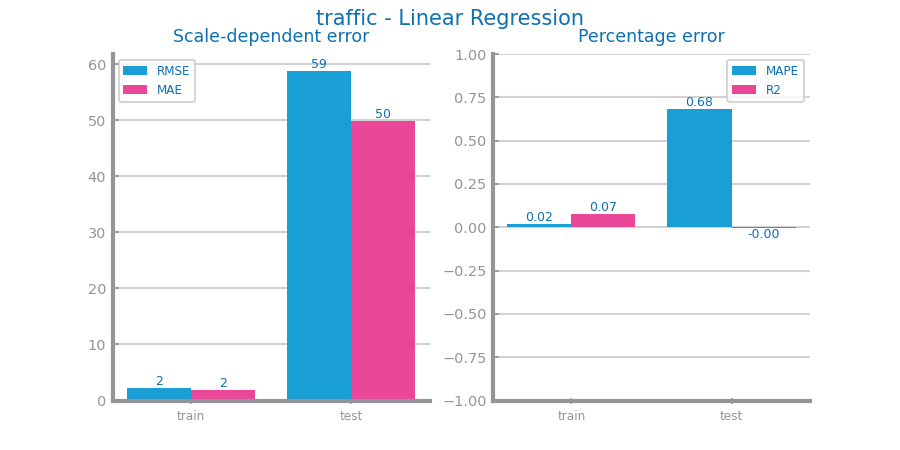 traffic - Linear Regression
Scale-dependent error
RMSE
MAE
60
50
40
30
20
10
0
2
2
59
50
train
test
Percentage error
MAPE
R2
1.00
0.75
0.50
0.25
0.00
−0.25
−0.50
−0.75
−1.00
0.02
0.07
0.68
-0.00
train
test